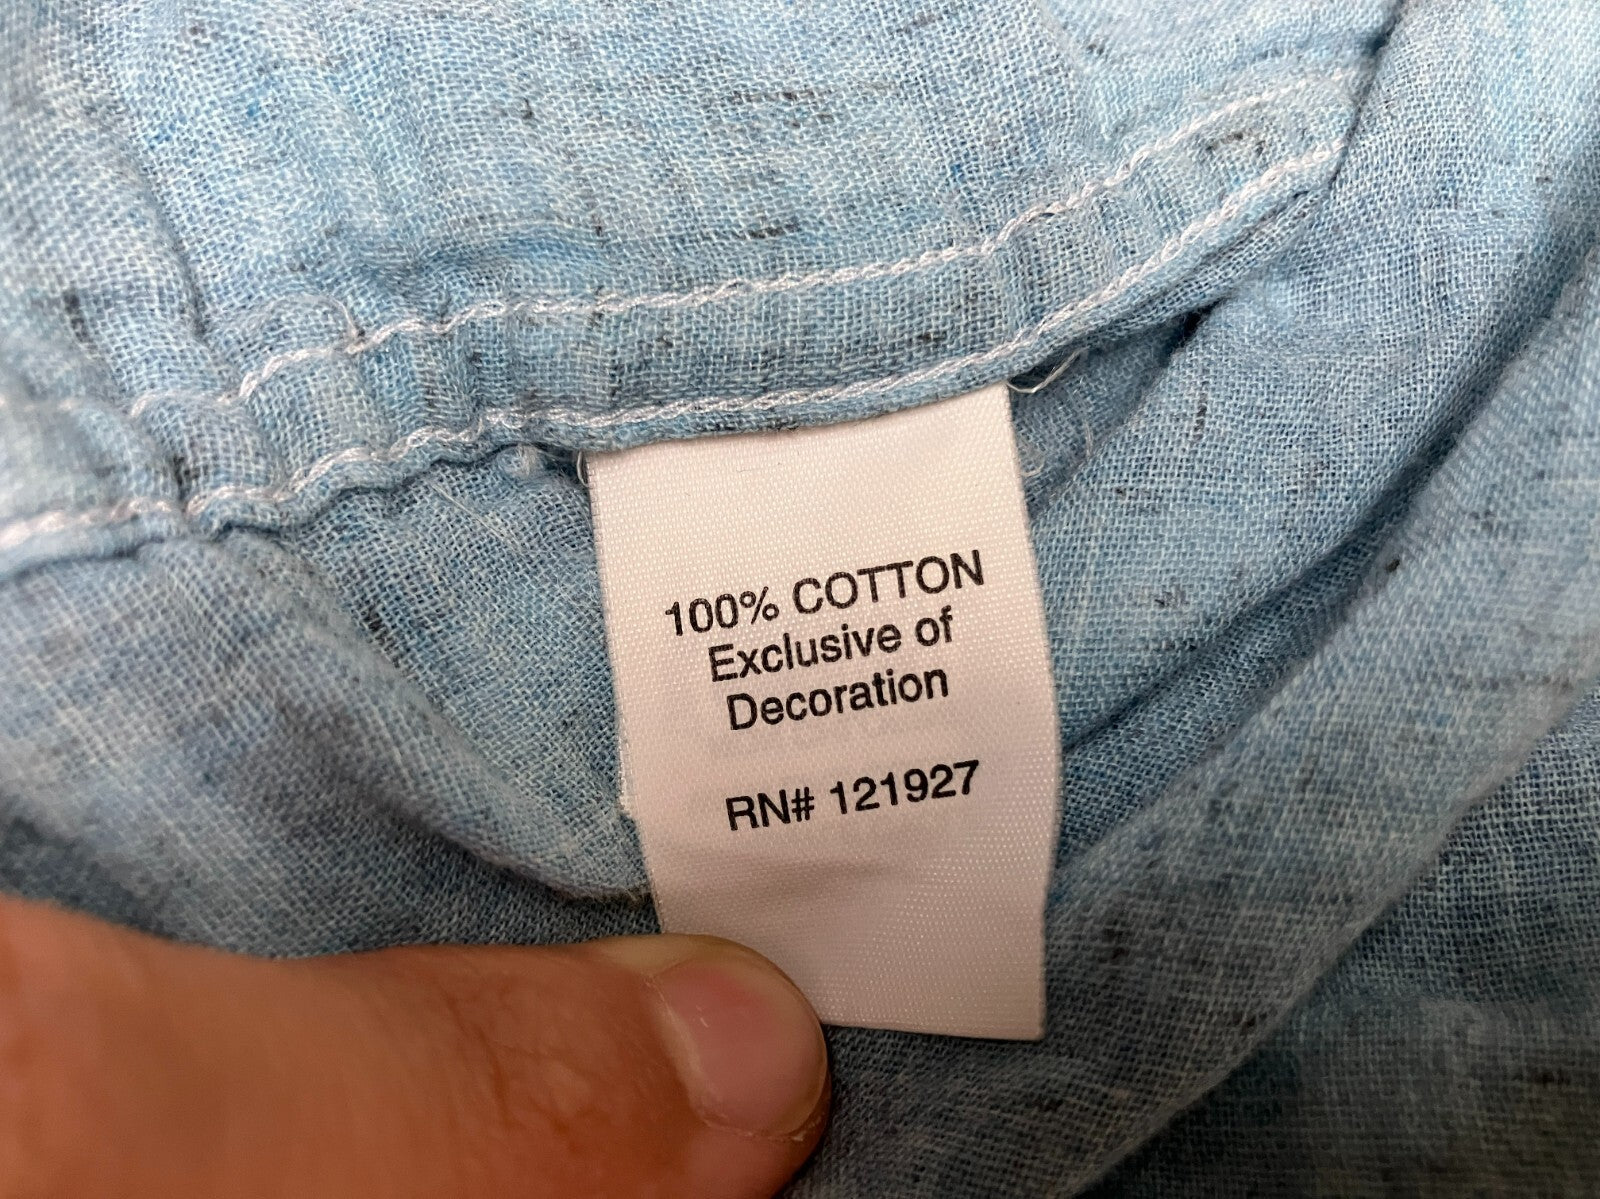 100% COTTON
Exclusive of
Decoration
RN# 121927